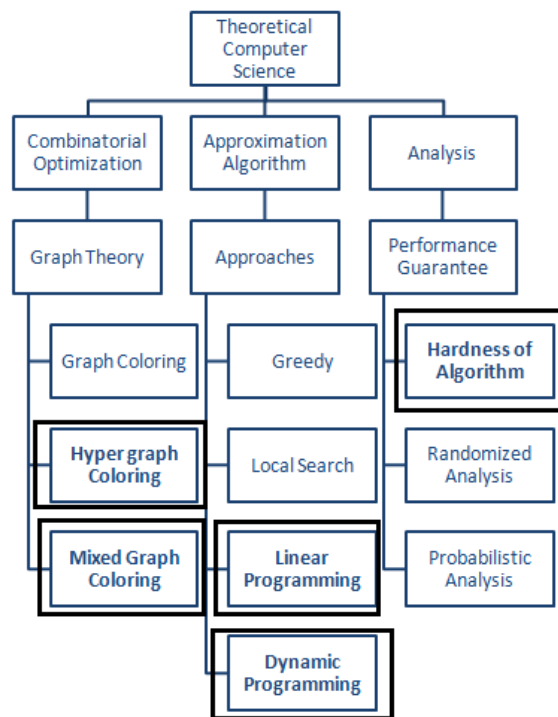 Theoretical
Computer
Science
Combinatorial
Optimization
Approximation
Algorithm
Analysis
Graph Theory
Approaches
Performance
Guarantee
Graph Coloring
Greedy
Hardness of
Algorithm
Hyper graph
Coloring
Local Search
Randomized
Analysis
Mixed Graph
Coloring
Linear
Programming
Probabilistic
Analysis
Dynamic
Programming